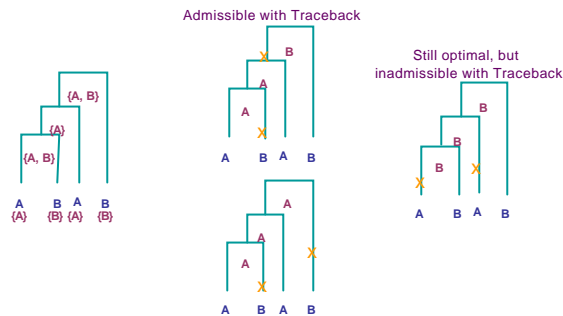 Admissible with Traceback
Still optimal, but
inadmissible with Traceback
{A, B}
{A}
{A, B}
A B A B
{A} {B} {A} {B}
X B
A
A
X
A B A B
A
A
X
A
X
A B A B
B
B
X
B
X
A B A B